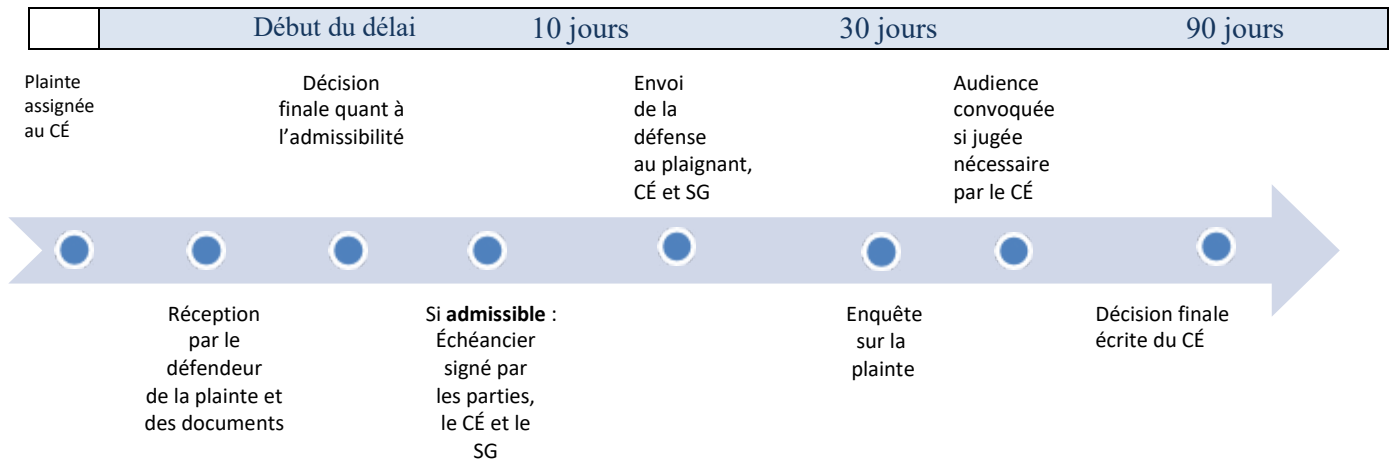 Début du délai 10 jours 30 jours 90 jours
Plainte
assignée
au CÉ
Décision
finale quant à
l’admissibilité
Envoi
de la
défense
au plaignant,
CÉ et SG
Audience
convoquée
si jugée
nécessaire
par le CÉ
Réception
par le
défendeur
de la plainte et
des documents
Si admissible :
Échéancier
signé par
les parties,
le CÉ et le
SG
Enquête
sur la
plainte
Décision finale
écrite du CÉ